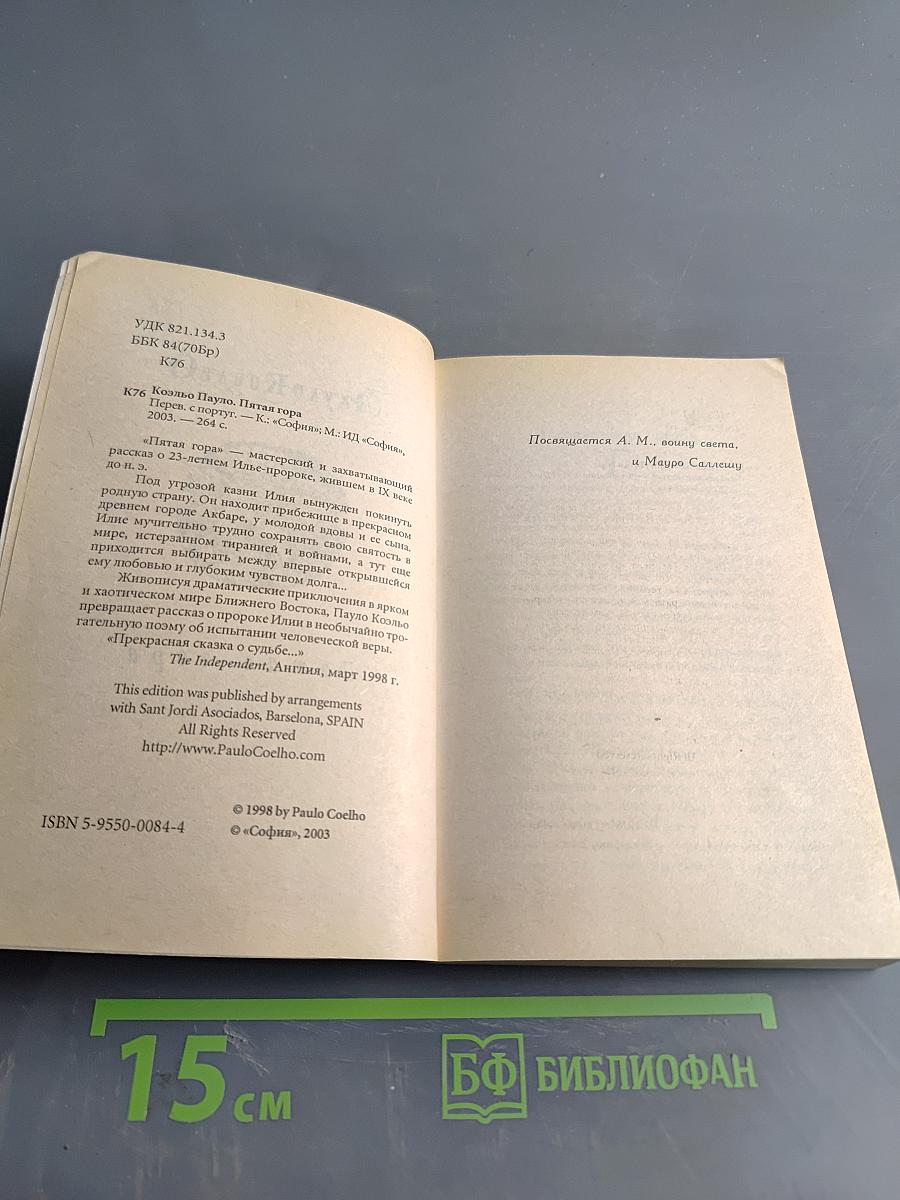 УДК 821.134.3
ББК 84(70Бр)
К76
К76 Коэльо Пауло. Пятая гора
Перев. с португ. — К.: «София»; М.: ИД «София»,
2003. — 264 с.
«Пятая гора» — мастерский и захватывающий
рассказ о 23-летнем Илье-пророке, жившем в IX веке
до н. э.
Под угрозой казни Илия вынужден покинуть
родную страну. Он находит прибежище в прекрасном
древнем городе Акбаре, у молодой вдовы и ее сына.
Илие мучительно трудно сохранять свою святость в
мире, истерзанном тиранией и войнами, а тут еще
приходится выбирать между впервые открывшейся
ему любовью и глубоким чувством долга...
Живописуя драматические приключения в ярком
и хаотическом мире Ближнего Востока, Пауло Коэльо
превращает рассказ о пророке Илии в необычайно тро-
гательную поэму об испытании человеческой веры.
«Прекрасная сказка о судьбе...»
The Independent, Англия, март 1998 г.
This edition was published by arrangements
with Sant Jordi Asociados, Barselona, SPAIN
All Rights Reserved
http://www.PauloCoelho.com
ISBN 5-9550-0084-4
© 1998 by Paulo Coelho
© «София», 2003
Посвящается А. М., воину света,
и Мауро Саллешу
15 см
БФ БИБЛИОФАН